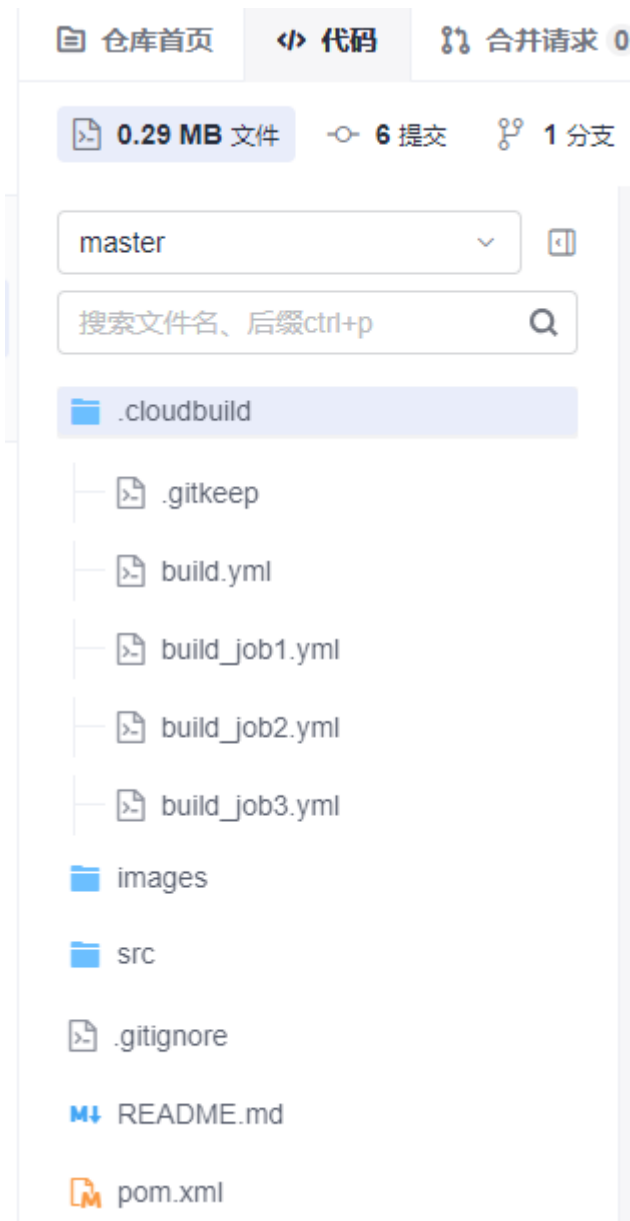 仓库首页 代码 合并请求 0
0.29 MB 文件 6 提交 1 分支
master
搜索文件名、后缀ctrl+p
.cloudbuild
.gitkeep
build.yml
build_job1.yml
build_job2.yml
build_job3.yml
images
src
.gitignore
README.md
pom.xml